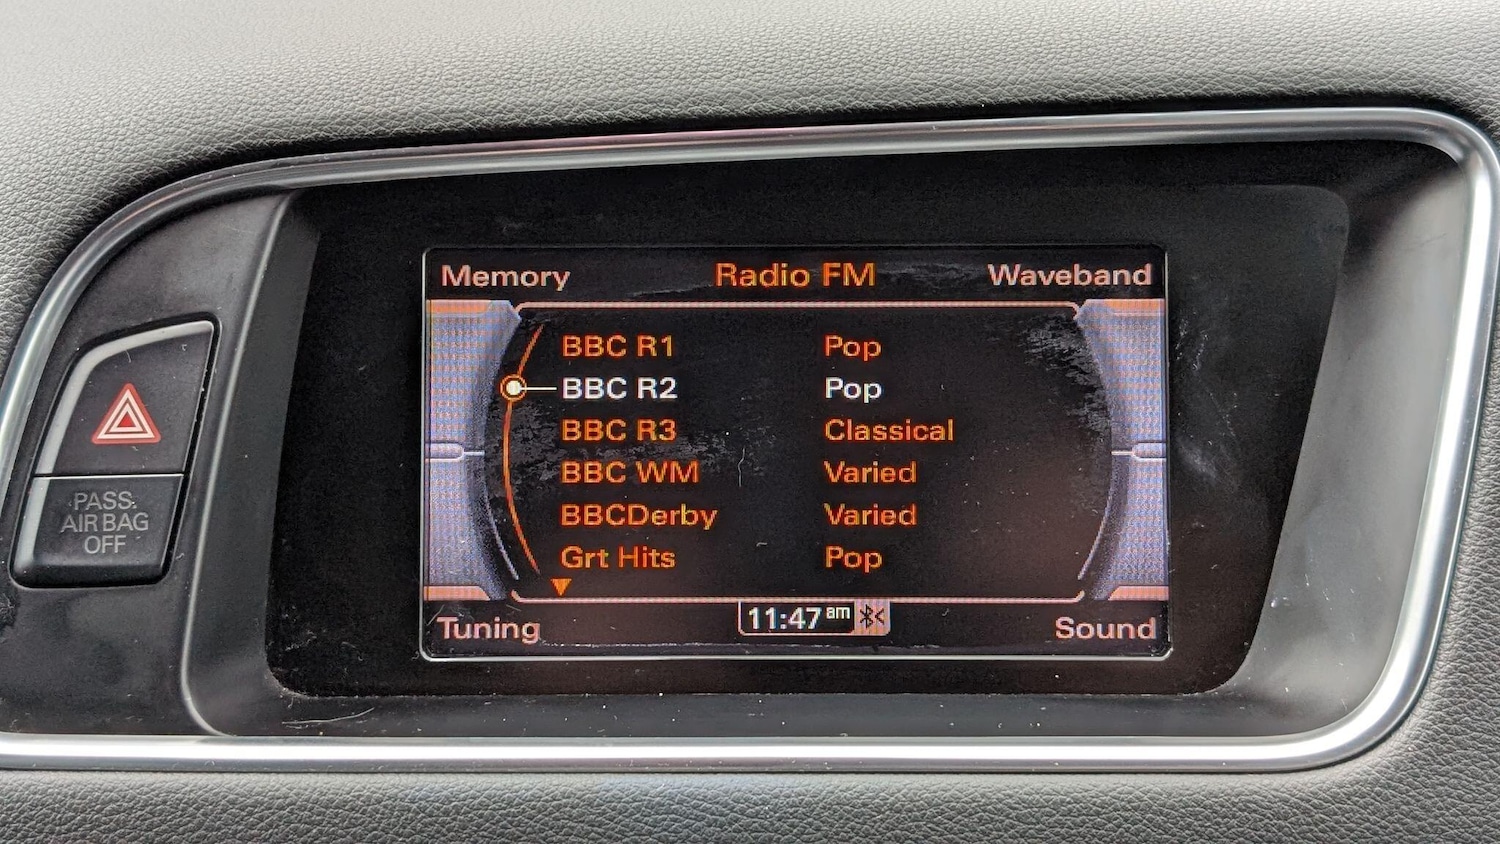 Memory Radio FM Waveband
BBC R1 Pop
BBC R2 Pop
BBC R3 Classical
BBC WM Varied
BBCDerby Varied
Grt Hits Pop
Tuning 11:47 am Sound
PASS.
AIR BAG
OFF